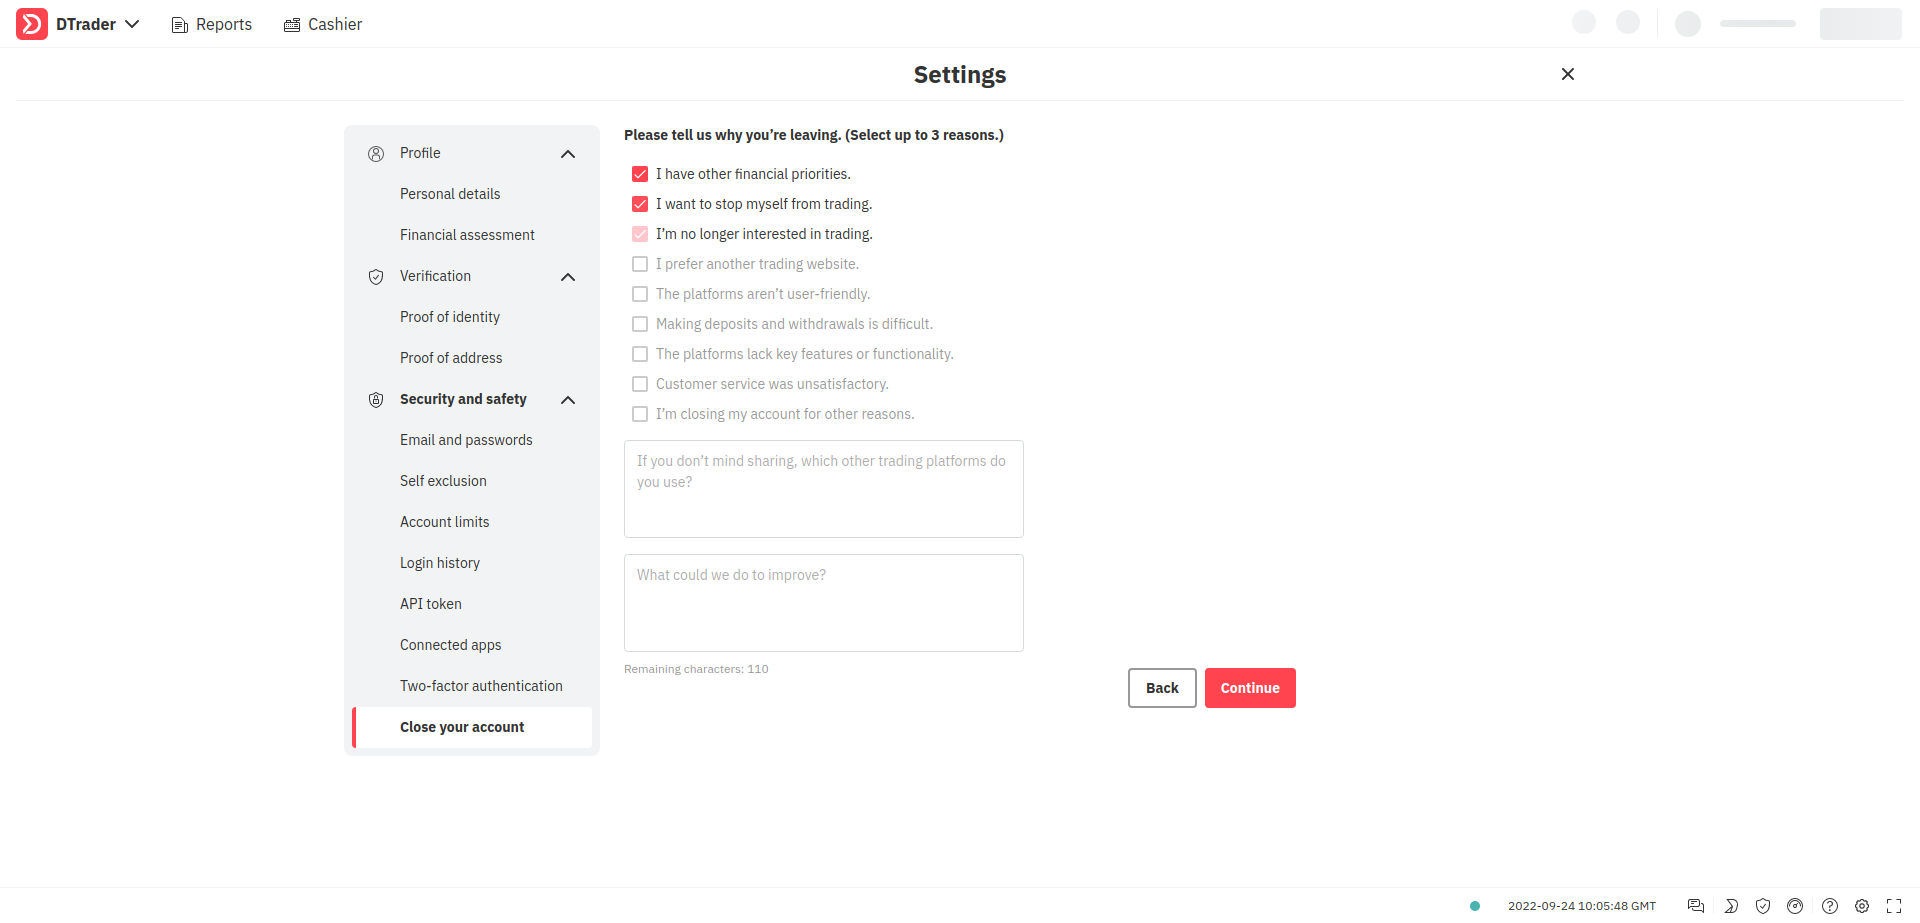 DTrader
Reports
Cashier
Settings
Profile
Personal details
Financial assessment
Verification
Proof of identity
Proof of address
Security and safety
Email and passwords
Self exclusion
Account limits
Login history
API token
Connected apps
Two-factor authentication
Close your account
Please tell us why you’re leaving. (Select up to 3 reasons.)
I have other financial priorities.
I want to stop myself from trading.
I’m no longer interested in trading.
I prefer another trading website.
The platforms aren’t user-friendly.
Making deposits and withdrawals is difficult.
The platforms lack key features or functionality.
Customer service was unsatisfactory.
I’m closing my account for other reasons.
If you don’t mind sharing, which other trading platforms do
you use?
What could we do to improve?
Remaining characters: 110
Back
Continue
2022-09-24 10:05:48 GMT